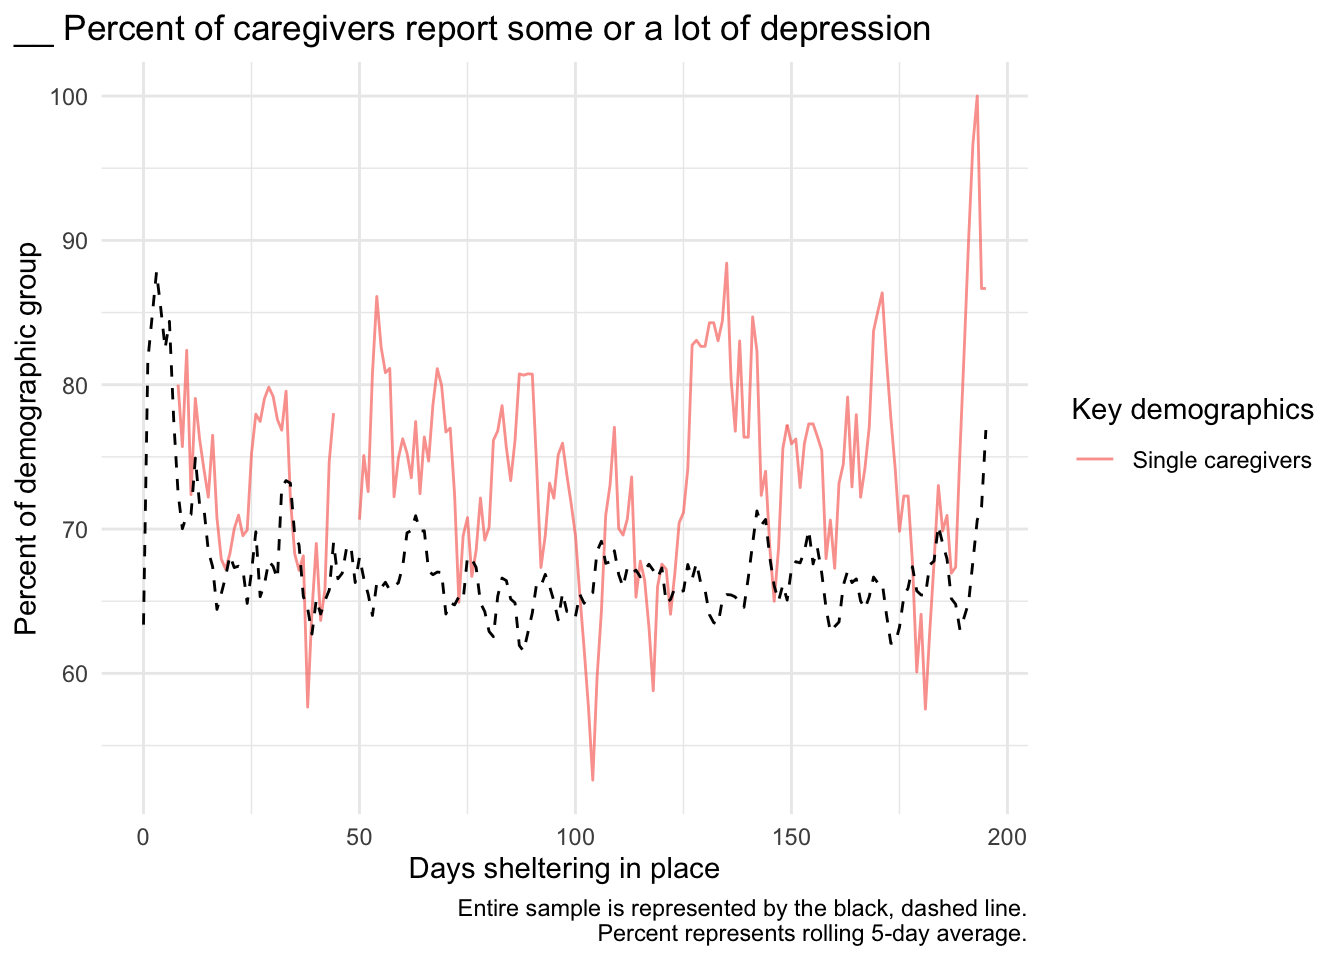 __ Percent of caregivers report some or a lot of depression
Percent of demographic group
100
90
80
70
60
0
50
100
150
200
Days sheltering in place
Key demographics
Single caregivers
Entire sample is represented by the black, dashed line.
Percent represents rolling 5-day average.